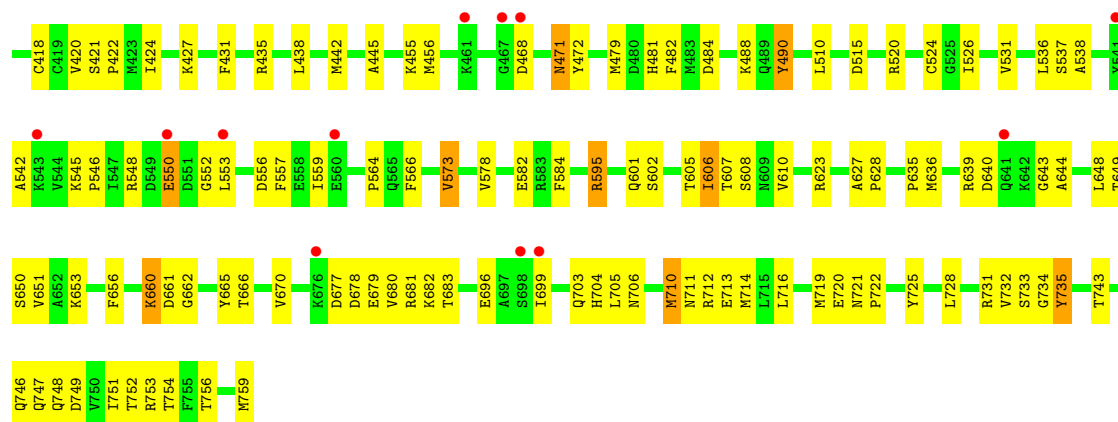 C418 C419 V420 S421 P422 M423 I424 K427 F431 R435 L438 M442 A445 K455 M456 K461 G467 D468 N471 Y472 M479 D480 H481 F482 M483 D484 K488 Q489 Y490 L510 D515 R520 C524 G525 I526 V531 L536 S537 A538 Y541
A542 K543 V544 K545 P546 I547 R548 D549 E550 D551 G552 L553 D556 F557 E558 I559 E560 P564 Q565 F566 V573 V578 E582 R583 F584 R595 Q601 S602 T605 I606 T607 S608 N609 V610 R623 A627 P628 P635 M636 R639 D640 Q641 K642 G643 A644 L648 T649
S650 V651 A652 K653 F656 K660 D661 G662 Y665 T666 V670 K676 D677 D678 E679 V680 R681 K682 T683 E696 A697 S698 I699 Q703 H704 L705 N706 M710 N711 R712 E713 M714 L715 L716 M719 E720 N721 P722 Y725 L728 R731 V732 S733 G734 Y735 T743
Q746 Q747 Q748 D749 V750 I751 T752 R753 T754 F755 T756 M759